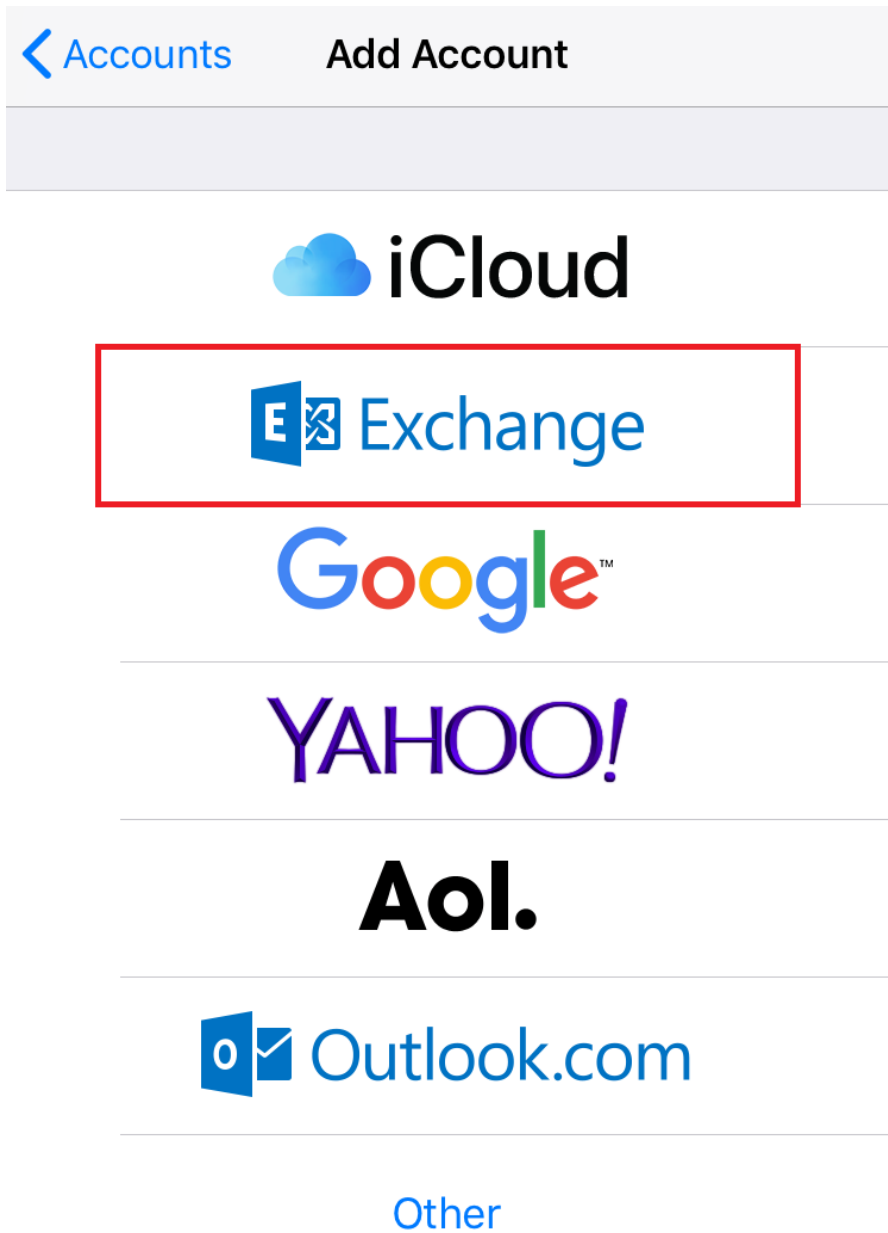 Accounts Add Account
iCloud
E Exchange
Google™
YAHOO!
Aol.
O Outlook.com
Other